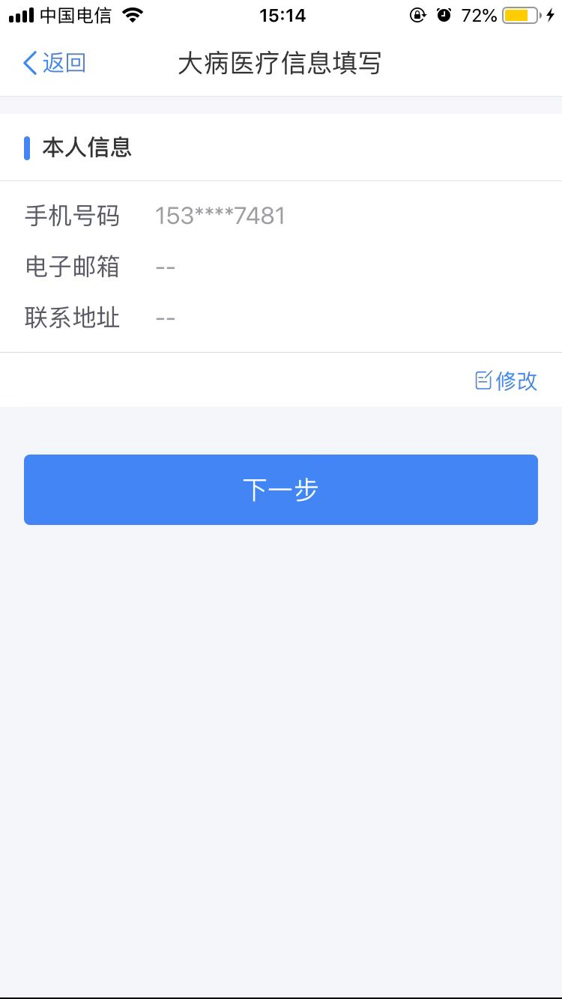 中国电信 15:14 72%
返回 大病医疗信息填写
本人信息
手机号码 153****7481
电子邮箱 --
联系地址 --
修改
下一步